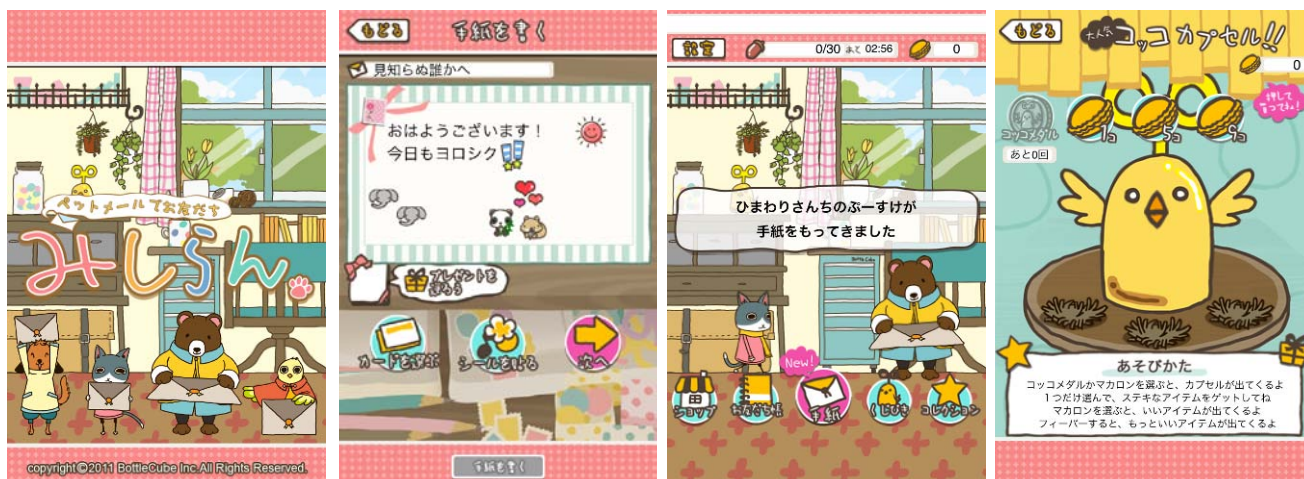 ペットメールでお友だち
みしらん。
copyright©2011 BottleCube Inc.All Rights Reserved.
もどる
手紙を書く
見知らぬ誰かへ
おはようございます！
今日もヨロシク
プレゼントを
送ろう
カードを選択
シールを貼る
次へ
手紙を書く
設定
0/30 あと 02:56
0
ひまわりさんちのぶーすけが
手紙をもってきました
BottleCube
New!
ショップ
おともだち帳
手紙
くじびき
コレクション
もどる
大人気
コッコカプセル!!
0
押して
言ってね!
コッコメダル
あと0回
1コ
5コ
9コ
あそびかた
コッコメダルかマカロンを選ぶと、カプセルが出てくるよ
1つだけ選んで、ステキなアイテムをゲットしてね
マカロンを選ぶと、いいアイテムが出てくるよ
フィーバーすると、もっといいアイテムが出てくるよ